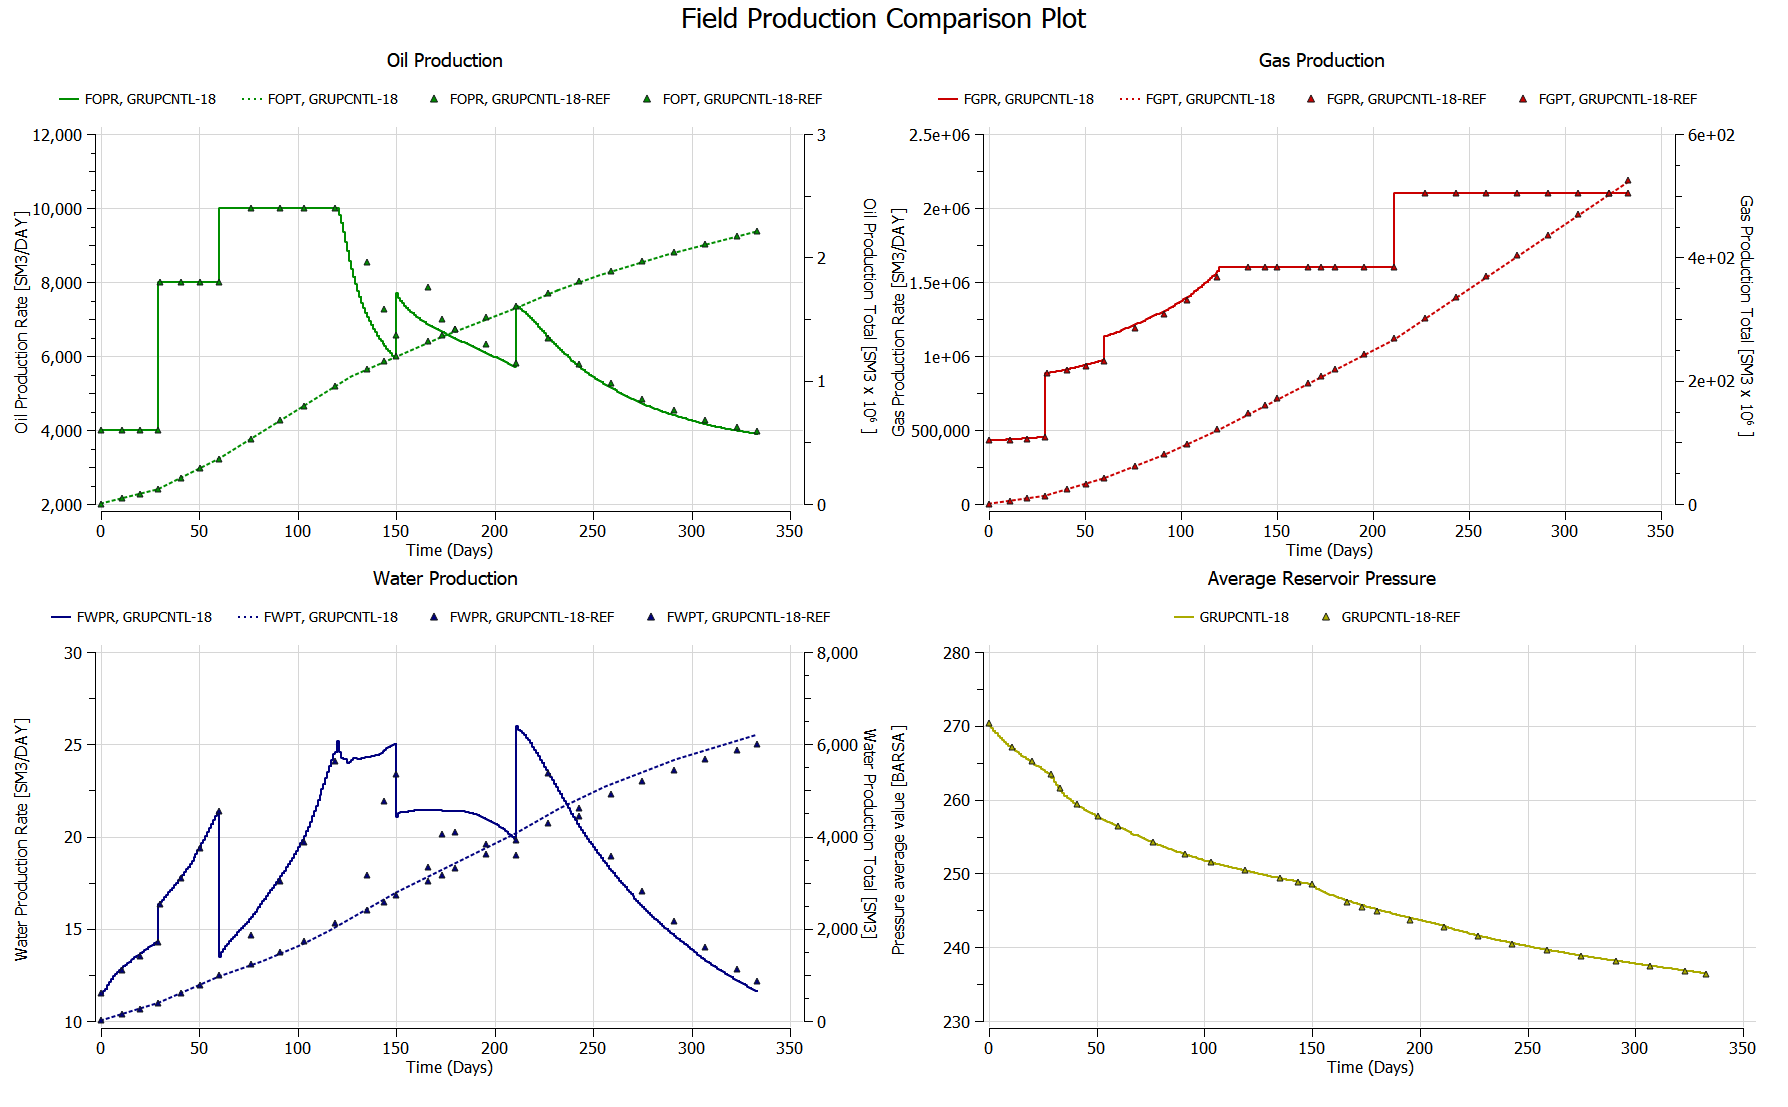 Field Production Comparison Plot
Oil Production
FOPR, GRUPCNTL-18 FOPT, GRUPCNTL-18 FOPR, GRUPCNTL-18-REF FOPT, GRUPCNTL-18-REF
12,000
10,000
8,000
6,000
4,000
2,000
Oil Production Rate [SM3/DAY]
3
2
1
0
Oil Production Total [SM3 x 10⁶ ]
0 50 100 150 200 250 300 350
Time (Days)
Gas Production
FGPR, GRUPCNTL-18 FGPT, GRUPCNTL-18 FGPR, GRUPCNTL-18-REF FGPT, GRUPCNTL-18-REF
2.5e+06
2e+06
1.5e+06
1e+06
500,000
0
Gas Production Rate [SM3/DAY]
6e+02
4e+02
2e+02
0
Gas Production Total [SM3 x 10⁶ ]
0 50 100 150 200 250 300 350
Time (Days)
Water Production
FWPR, GRUPCNTL-18 FWPT, GRUPCNTL-18 FWPR, GRUPCNTL-18-REF FWPT, GRUPCNTL-18-REF
30
25
20
15
10
Water Production Rate [SM3/DAY]
8,000
6,000
4,000
2,000
0
Water Production Total [SM3]
0 50 100 150 200 250 300 350
Time (Days)
Average Reservoir Pressure
GRUPCNTL-18 GRUPCNTL-18-REF
280
270
260
250
240
230
Pressure average value [BARSA]
0 50 100 150 200 250 300 350
Time (Days)